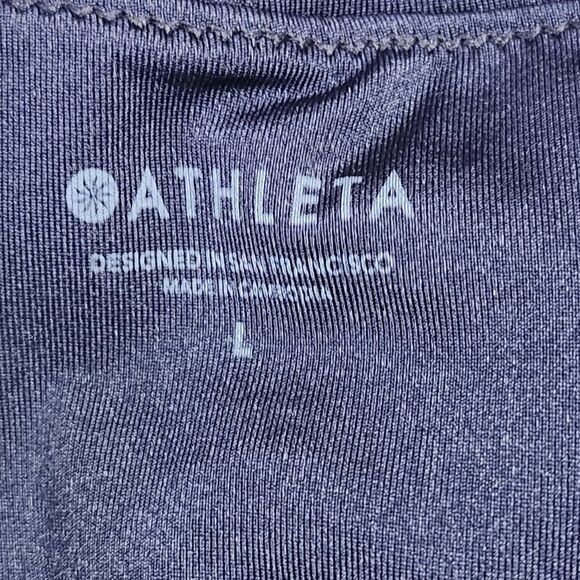 ATHLETA
DESIGNED IN SAN FRANCISCO
MADE IN CAMBODIA
L